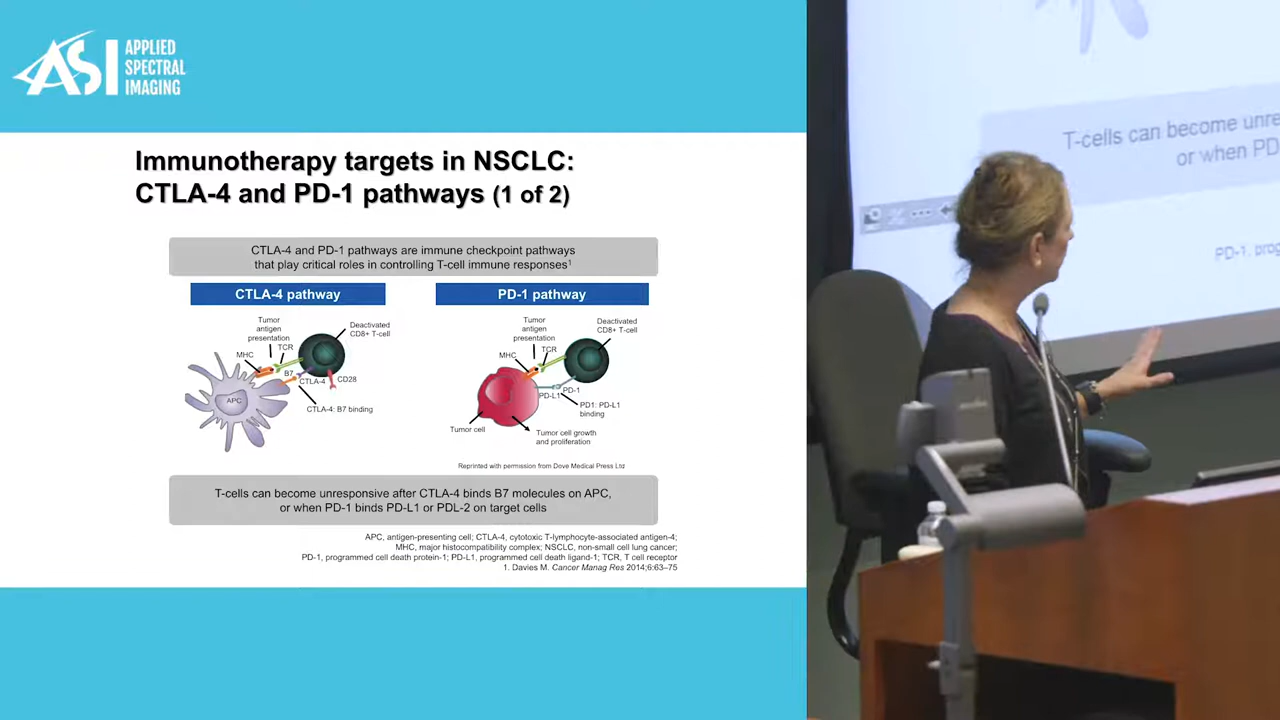 ASI APPLIED
SPECTRAL
IMAGING
Immunotherapy targets in NSCLC:
CTLA-4 and PD-1 pathways (1 of 2)
CTLA-4 and PD-1 pathways are immune checkpoint pathways
that play critical roles in controlling T-cell immune responses1
CTLA-4 pathway
PD-1 pathway
Tumor
antigen
presentation
Deactivated
CD8+ T-cell
TCR
MHC
B7
CTLA-4
CD28
APC
CTLA-4: B7 binding
Tumor
antigen
presentation
Deactivated
CD8+ T-cell
TCR
MHC
PD-1
PD-L1
PD1: PD-L1
binding
Tumor cell
Tumor cell growth
and proliferation
Reprinted with permission from Dove Medical Press Ltd
T-cells can become unresponsive after CTLA-4 binds B7 molecules on APC,
or when PD-1 binds PD-L1 or PDL-2 on target cells
APC, antigen-presenting cell; CTLA-4, cytotoxic T-lymphocyte-associated antigen-4;
MHC, major histocompatibility complex; NSCLC, non-small cell lung cancer;
PD-1, programmed cell death protein-1; PD-L1, programmed cell death ligand-1; TCR, T cell receptor
1. Davies M. Cancer Manag Res 2014;6:63–75
T-cells can become unre
or when PD
PD-1, prog